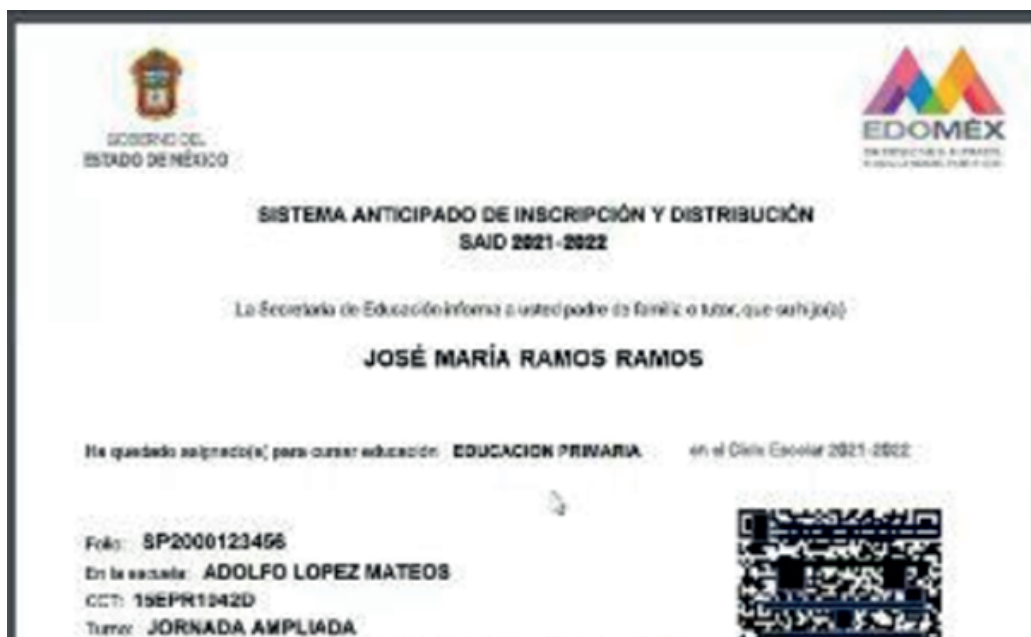 GOBIERNO DEL
ESTADO DE MÉXICO
EDOMÉX
SISTEMA ANTICIPADO DE INSCRIPCIÓN Y DISTRIBUCIÓN
SAID 2021-2022
La Secretaría de Educación informa a usted padre de familia o tutor, que su hijo(a)
JOSÉ MARÍA RAMOS RAMOS
Ha quedado asignado(a) para cursar educación EDUCACION PRIMARIA en el Ciclo Escolar 2021-2022
Folio: SP2000123456
En la escuela: ADOLFO LOPEZ MATEOS
CCT: 15EPR1042D
Turno: JORNADA AMPLIADA